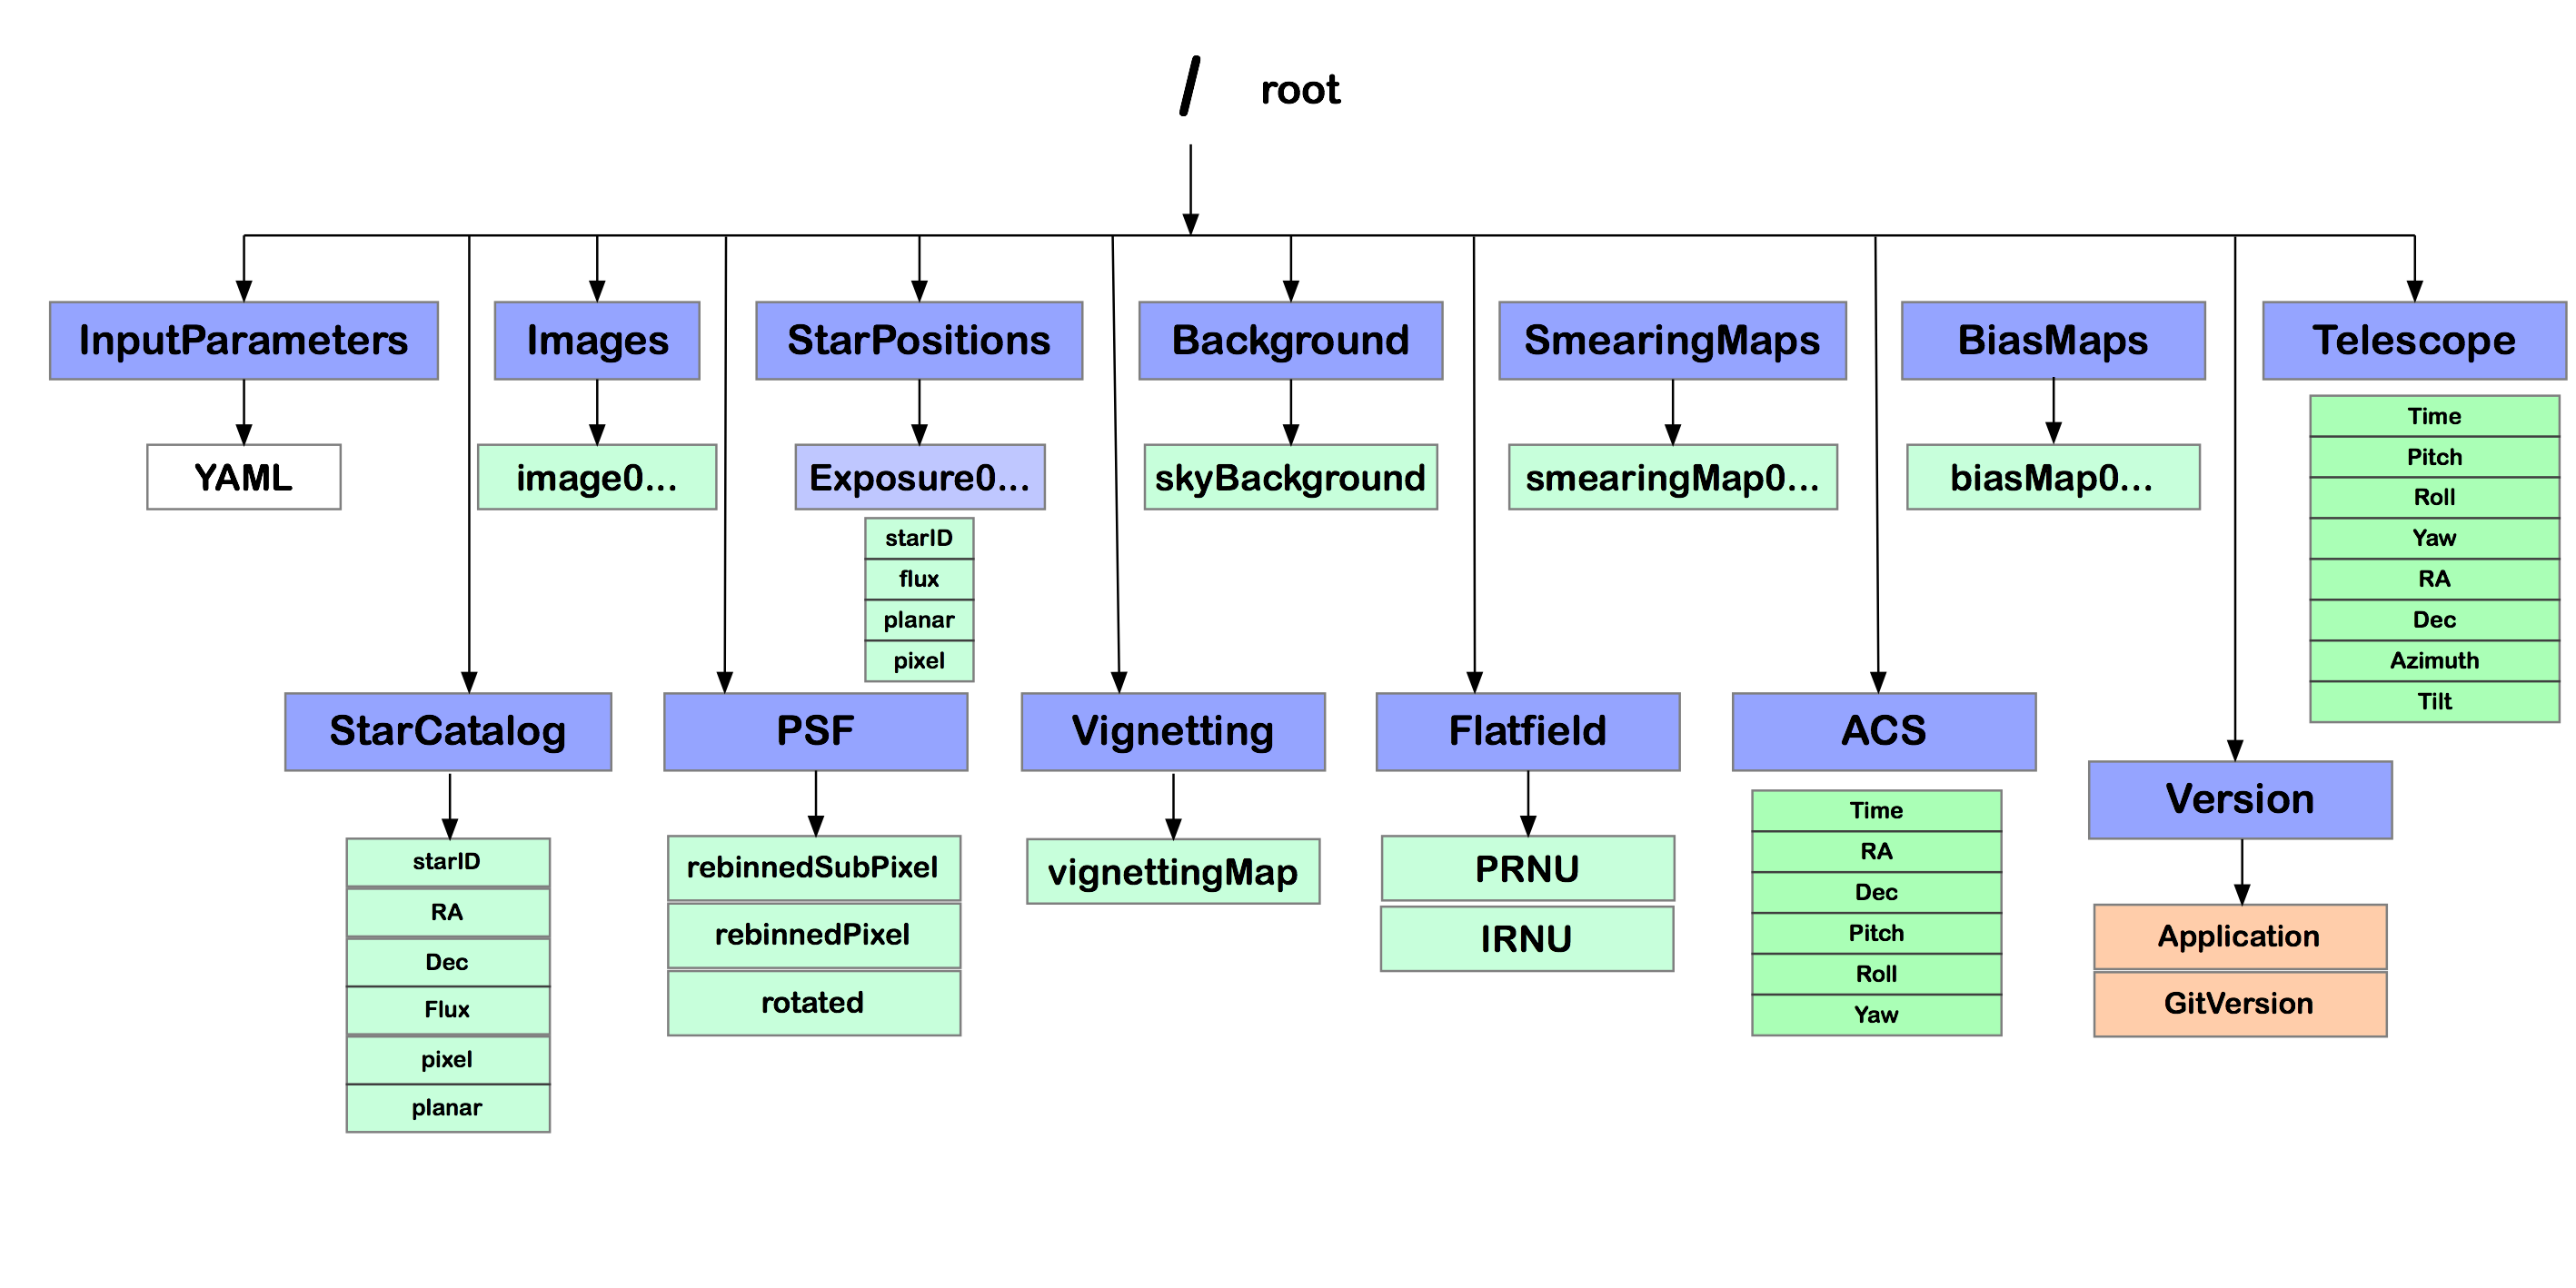 / root
InputParameters
Images
StarPositions
Background
SmearingMaps
BiasMaps
Telescope
YAML
image0...
Exposure0...
skyBackground
smearingMap0...
biasMap0...
Time
Pitch
Roll
Yaw
RA
Dec
Azimuth
Tilt
starID
flux
planar
pixel
StarCatalog
PSF
Vignetting
Flatfield
ACS
Version
starID
RA
Dec
Flux
pixel
planar
rebinnedSubPixel
rebinnedPixel
rotated
vignettingMap
PRNU
IRNU
Time
RA
Dec
Pitch
Roll
Yaw
Application
GitVersion